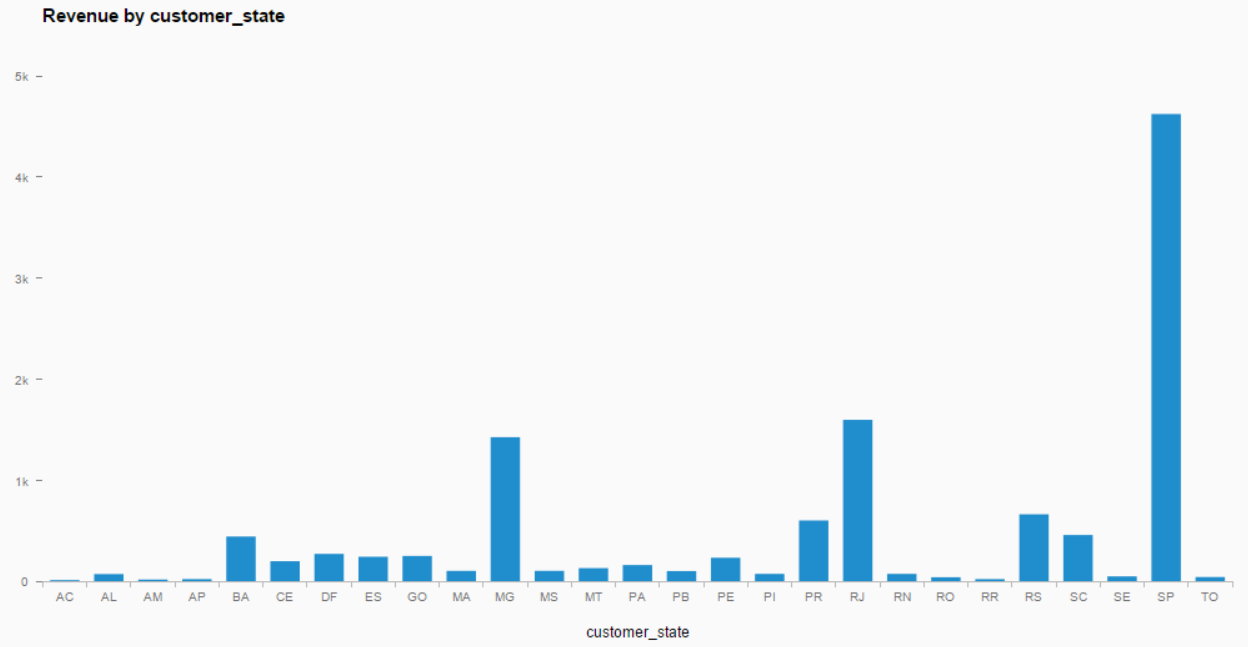 Revenue by customer_state
5k
4k
3k
2k
1k
0
AC AL AM AP BA CE DF ES GO MA MG MS MT PA PB PE PI PR RJ RN RO RR RS SC SE SP TO
customer_state